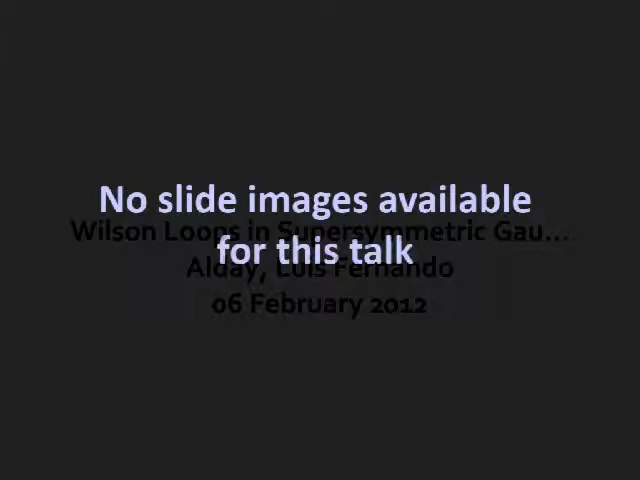 No slide images available
for this talk
Wilson Loops in Supersymmetric Gau...
Alday, Luis Fernando
06 February 2012